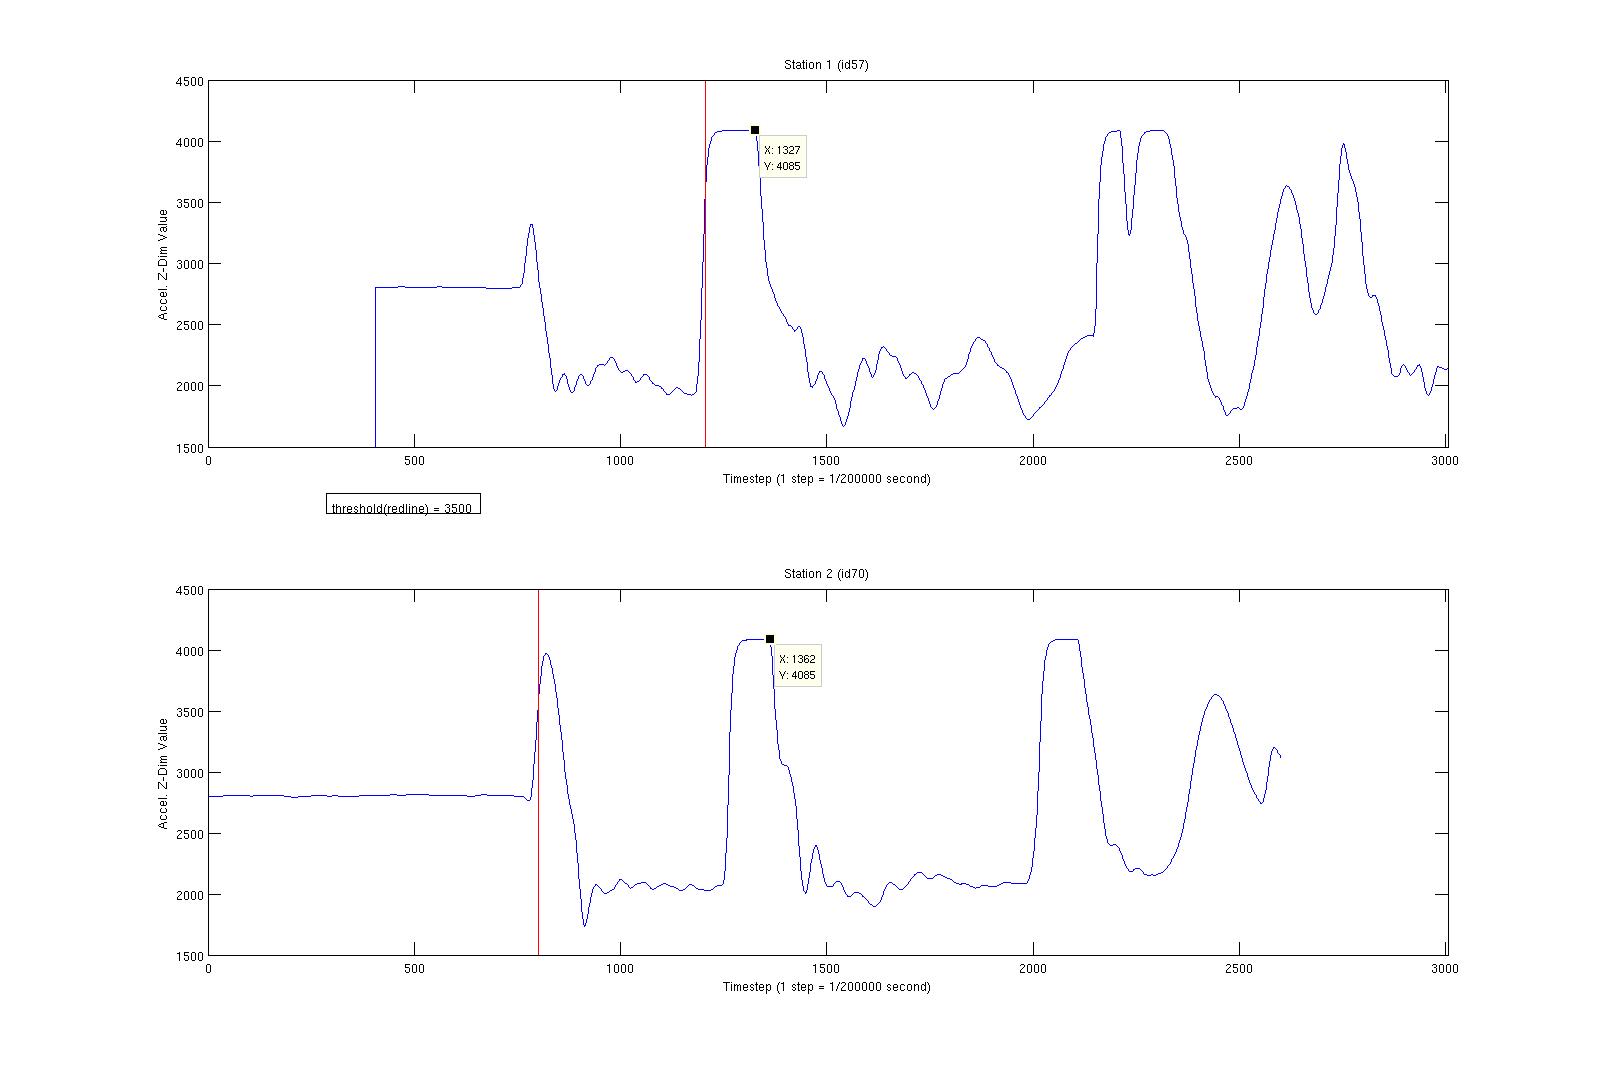 Station 1 (id57)
4500
4000
3500
3000
2500
2000
1500
Accel. Z-Dim Value
X: 1327
Y: 4085
0 500 1000 1500 2000 2500 3000
Timestep (1 step = 1/200000 second)
threshold(redline) = 3500
Station 2 (id70)
4500
4000
3500
3000
2500
2000
1500
Accel. Z-Dim Value
X: 1362
Y: 4085
0 500 1000 1500 2000 2500 3000
Timestep (1 step = 1/200000 second)